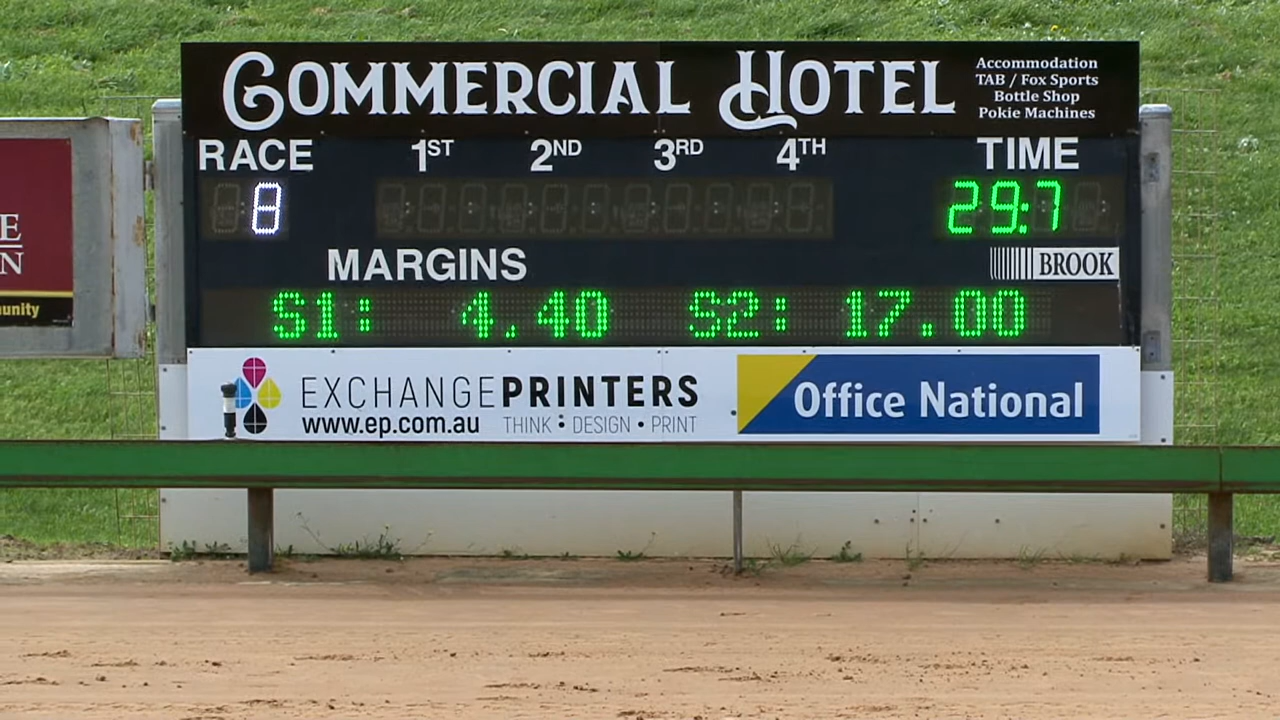 COMMERCIAL HOTEL
Accommodation
TAB / Fox Sports
Bottle Shop
Pokie Machines
RACE 1ST 2ND 3RD 4TH TIME
8 29:7
MARGINS
BROOK
S1: 4.40 S2: 17.00
E
N
unity
EXCHANGEPRINTERS
www.ep.com.au THINK : DESIGN • PRINT
Office National